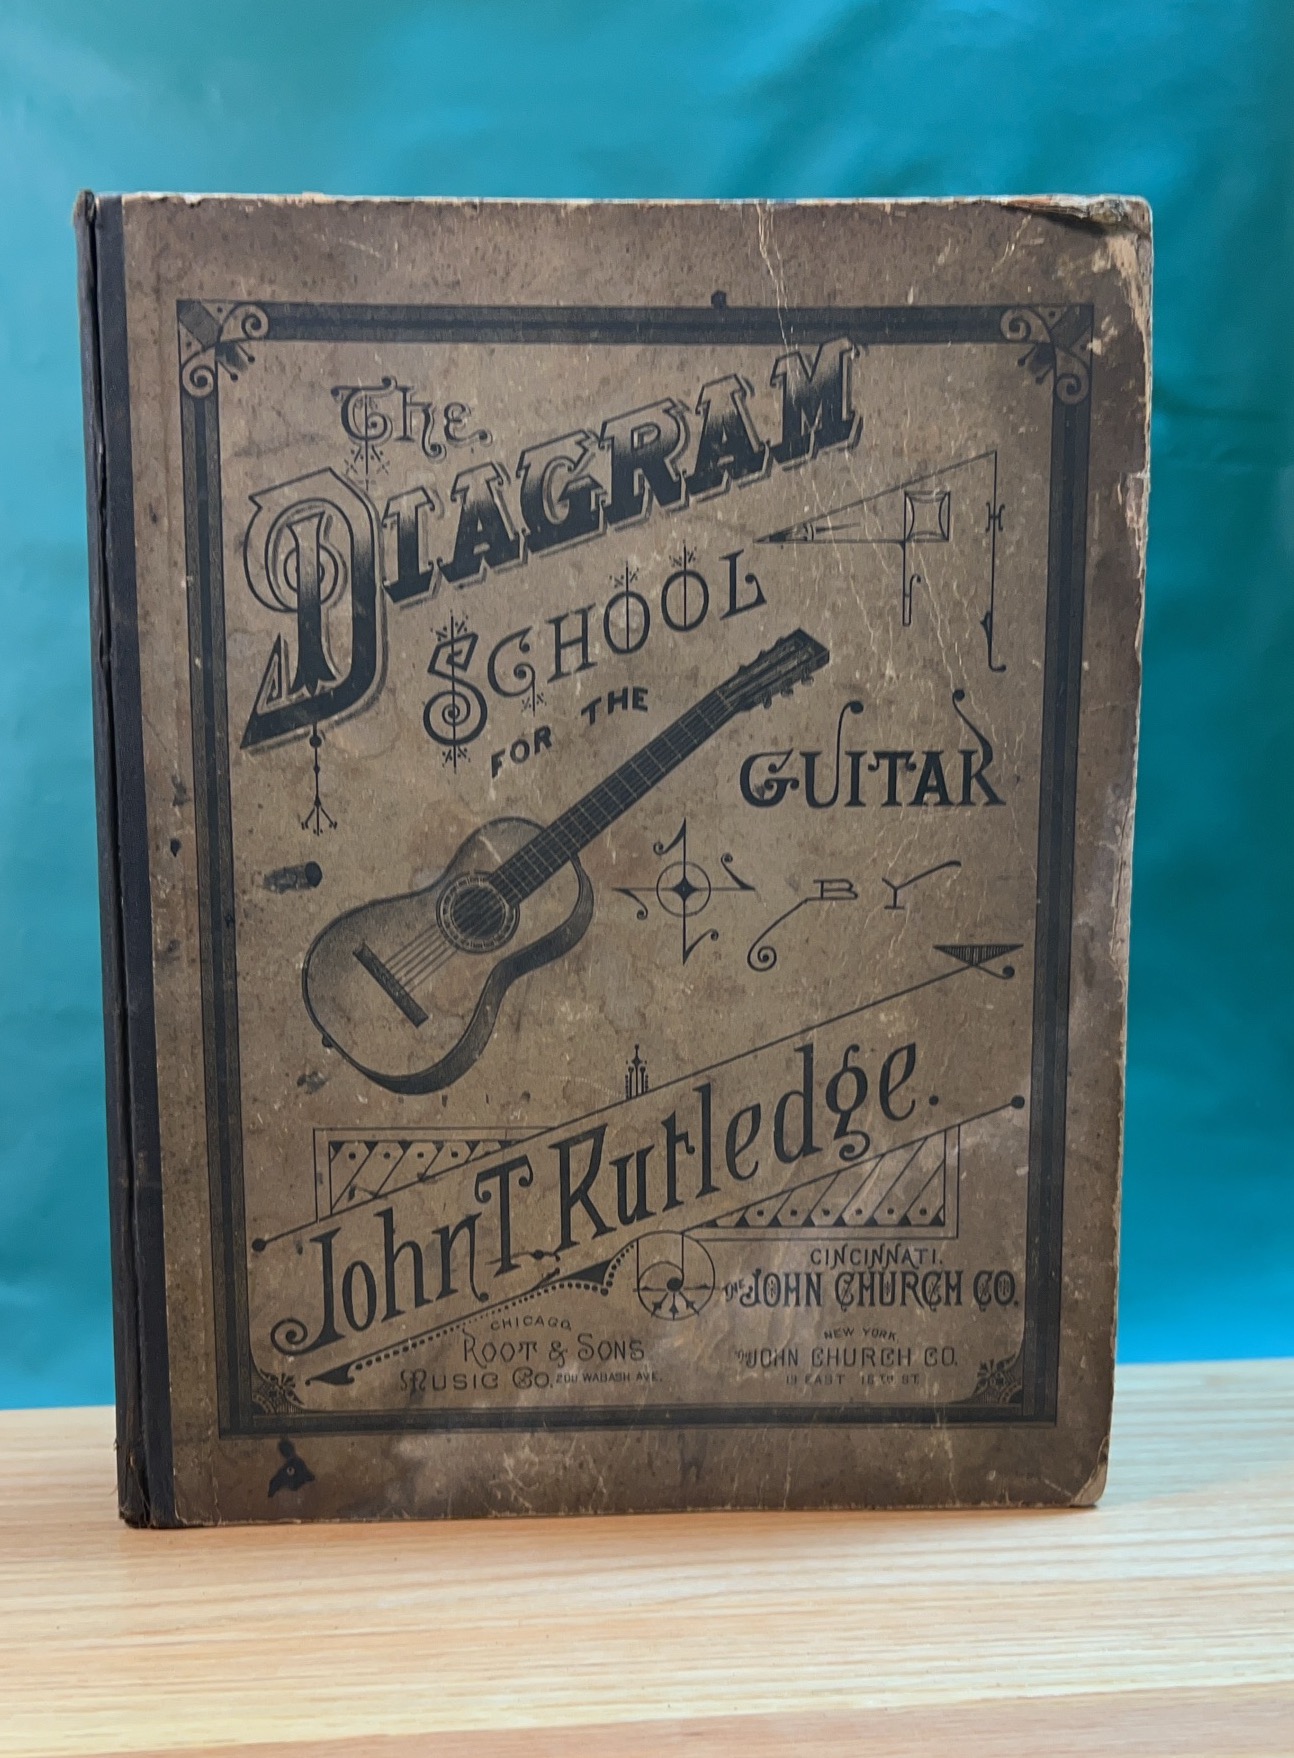 The
DIAGRAM
SCHOOL
FOR THE
GUITAR
BY
John T. Rutledge.
CINCINNATI.
THE JOHN CHURCH CO.
CHICAGO,
ROOT & SONS
MUSIC CO. 200 WABASH AVE.
NEW YORK,
THE JOHN CHURCH CO.
EAST 16TH ST.